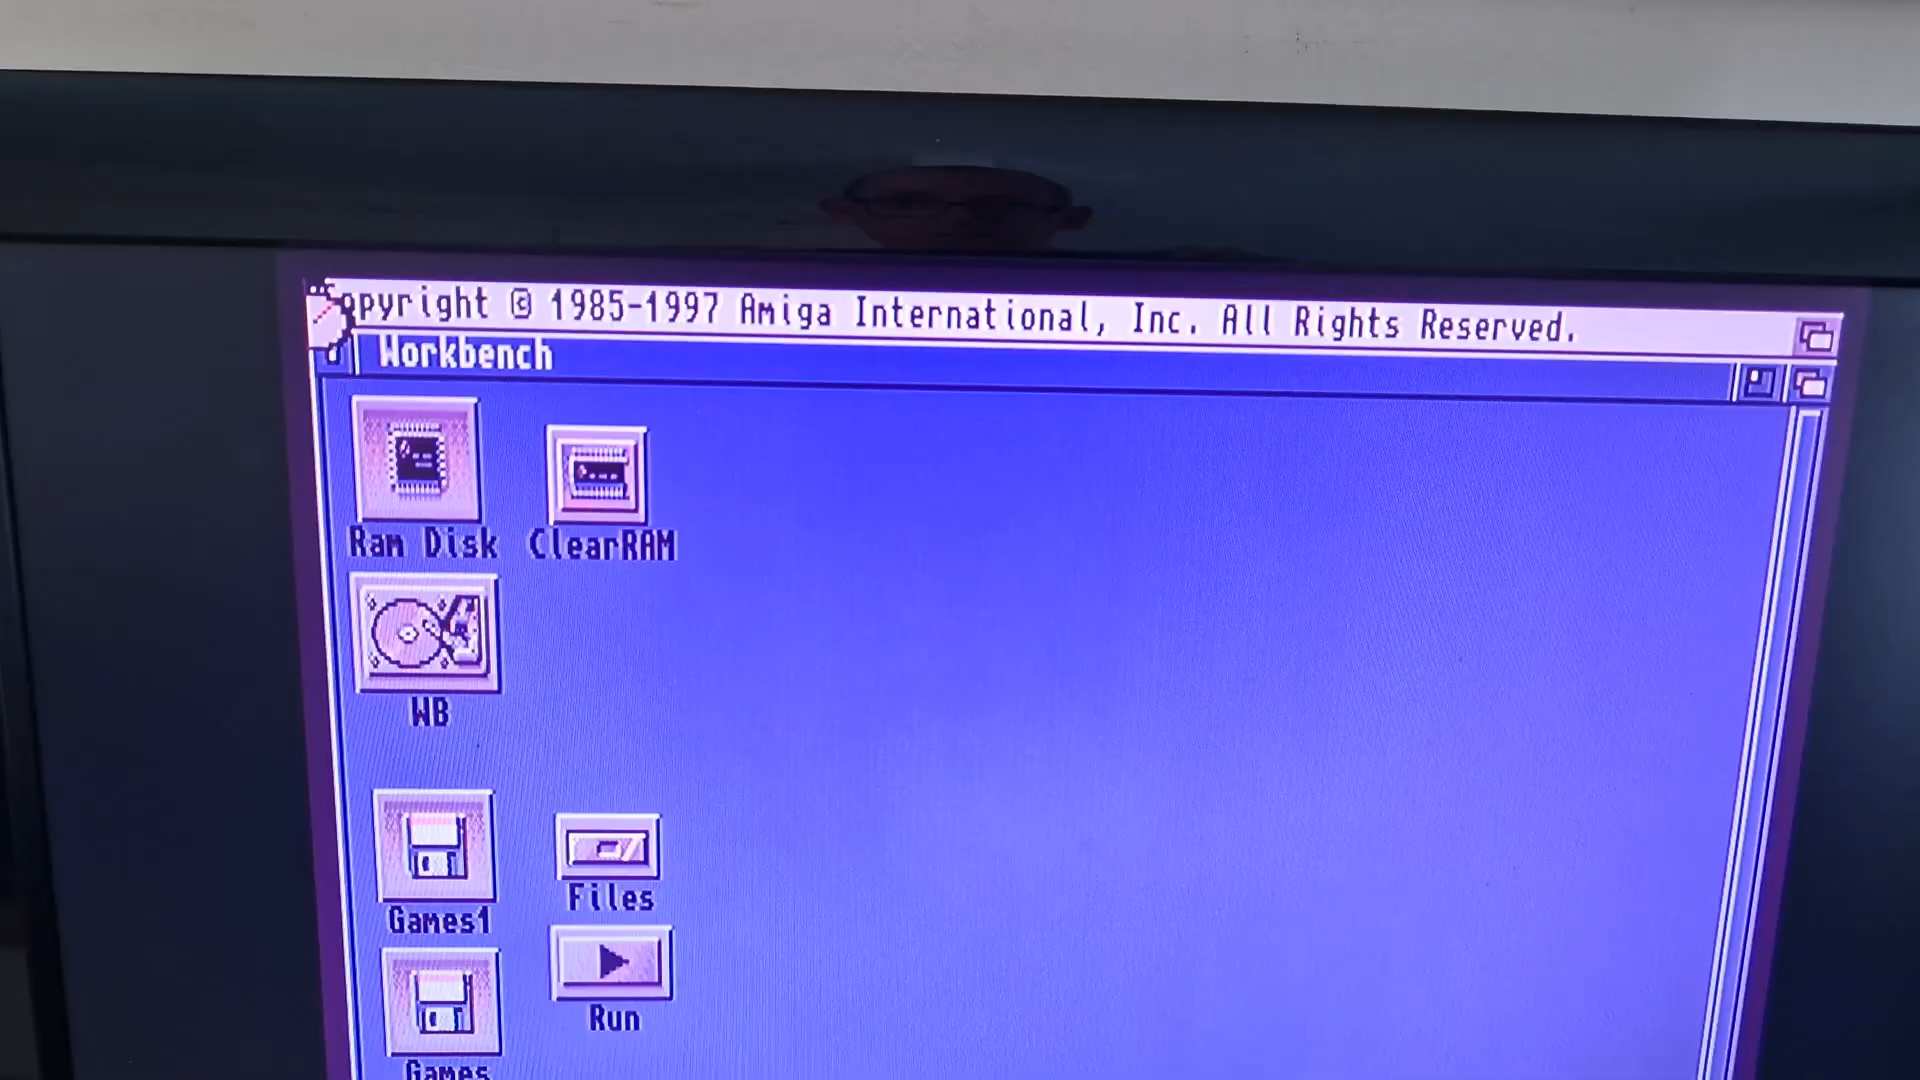 opyright © 1985-1997 Amiga International, Inc. All Rights Reserved.
Workbench
Ram Disk
ClearRAM
WB
Games1
Files
Run
Games